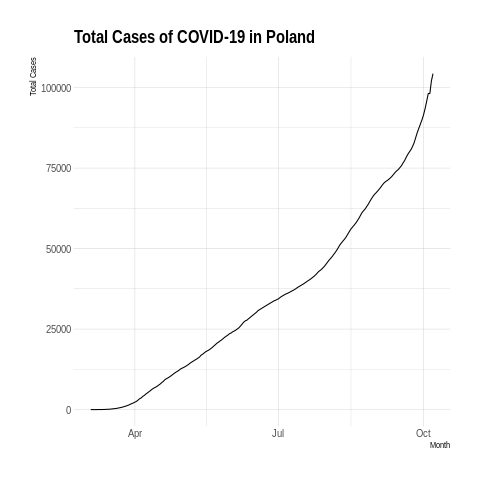 Total Cases of COVID-19 in Poland
Total Cases
100000
75000
50000
25000
0
Apr
Jul
Oct
Month